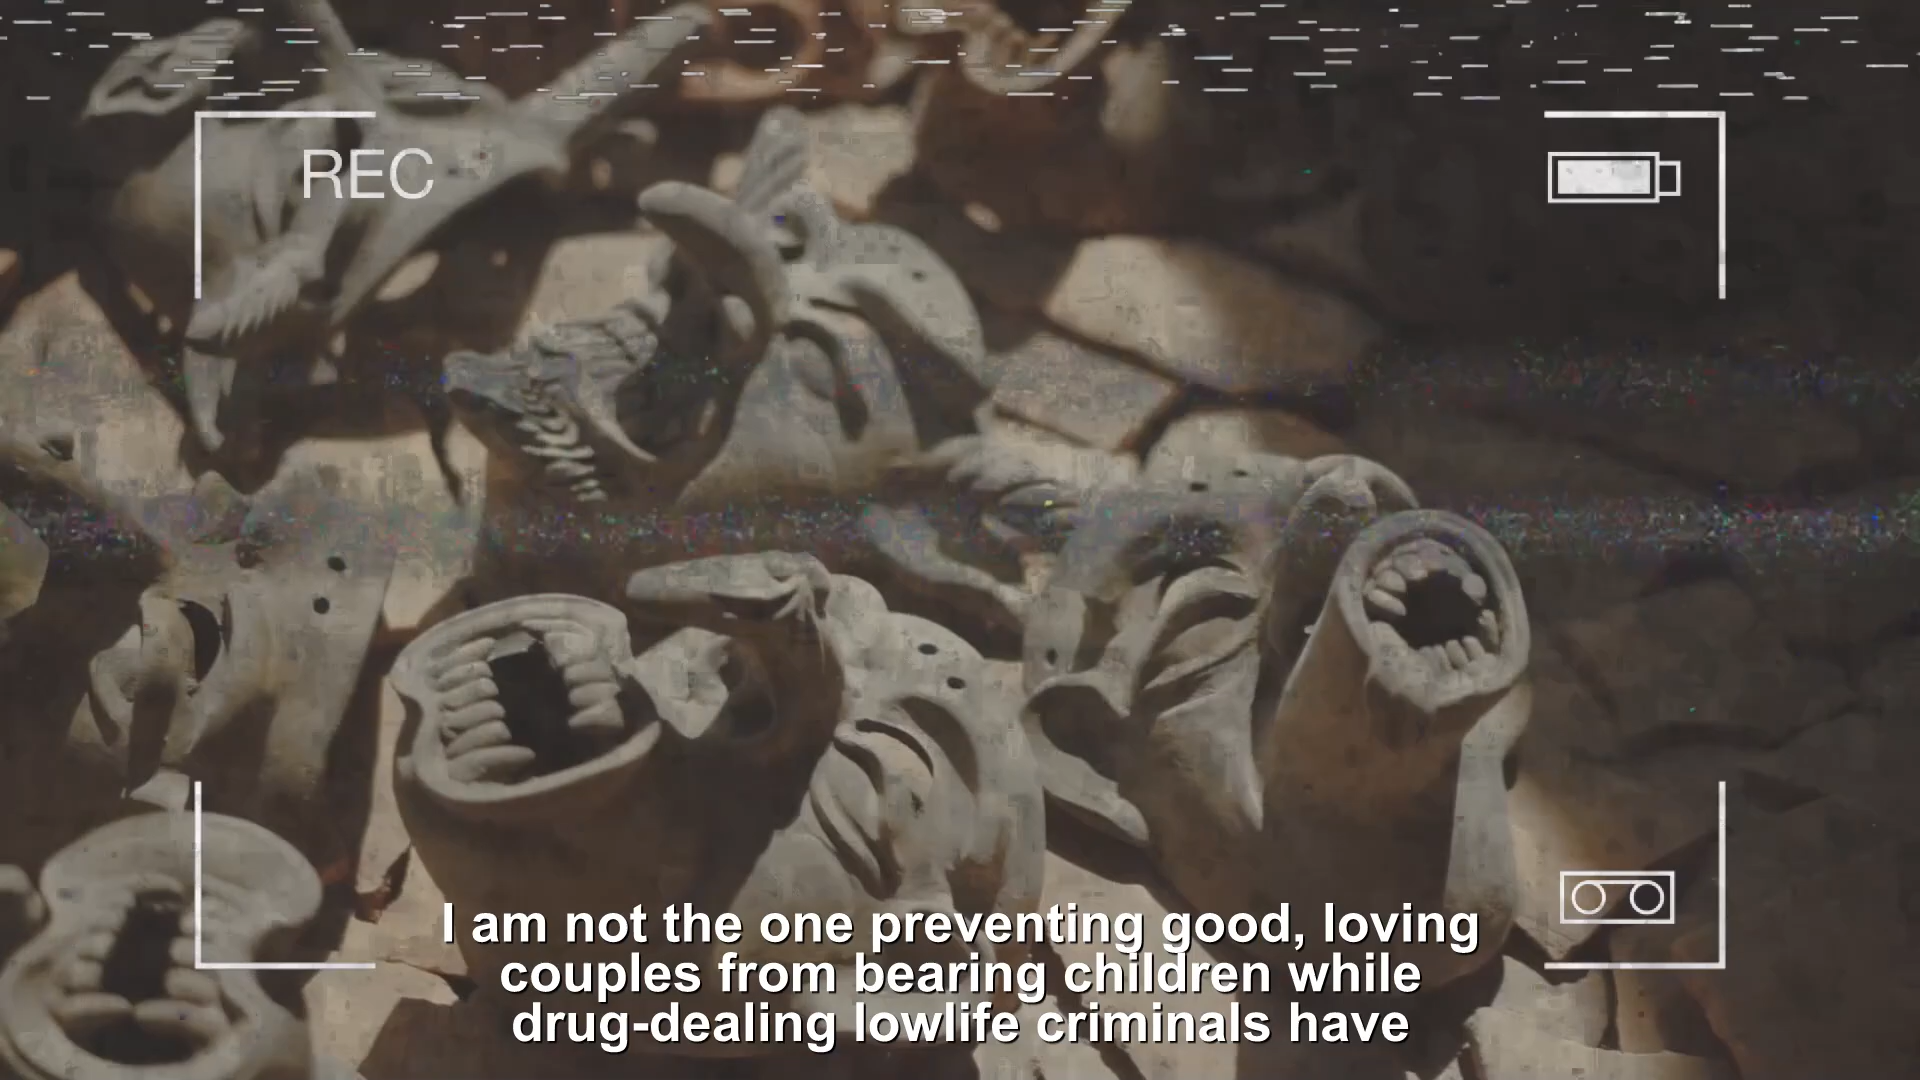 REC
I am not the one preventing good, loving
couples from bearing children while
drug-dealing lowlife criminals have